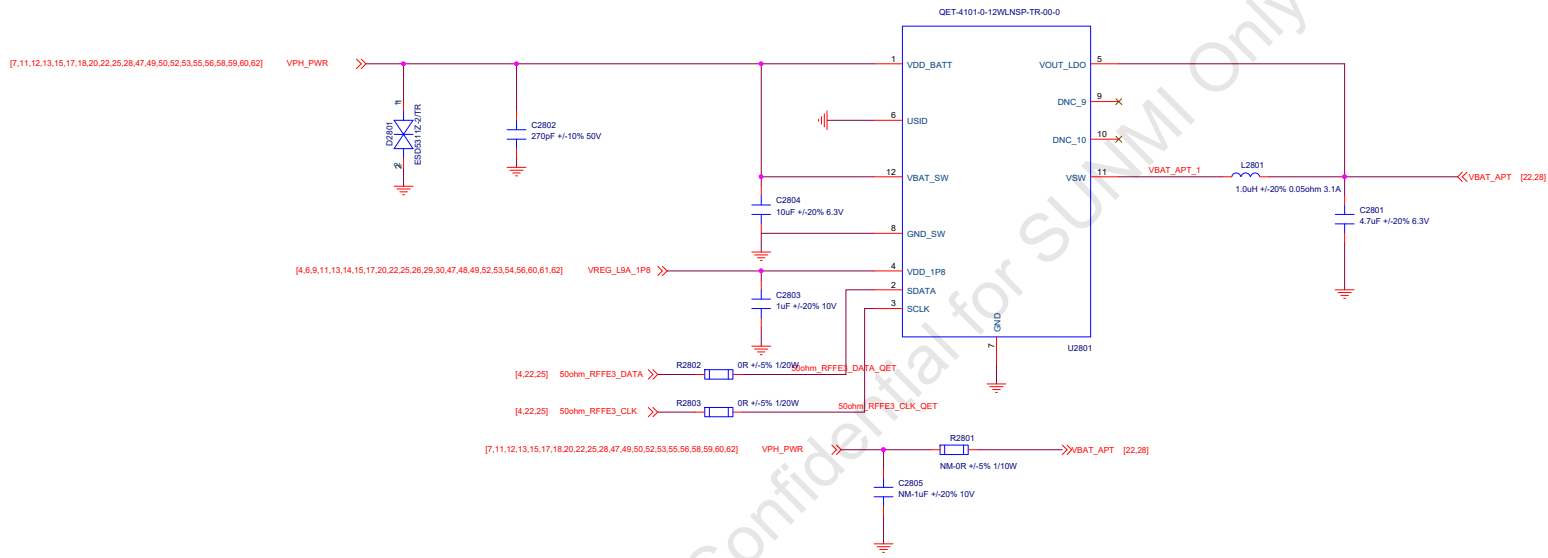 QET-4101-0-12WLNSP-TR-00-0
[7,11,12,13,15,17,18,20,22,25,28,47,49,50,52,53,55,56,58,59,60,62] VPH_PWR
1 VDD_BATT
VOUT_LDO 5
DNC_9 9
D2801
ESD5311Z-2/TR
1
2
C2802
270pF +/-10% 50V
6 USID
DNC_10 10
12 VBAT_SW
VSW 11
VBAT_APT_1
L2801
1.0uH +/-20% 0.05ohm 3.1A
VBAT_APT [22,28]
C2804
10uF +/-20% 6.3V
C2801
4.7uF +/-20% 6.3V
8 GND_SW
[4,6,9,11,13,14,15,17,20,22,25,26,29,30,47,48,49,52,53,54,56,60,61,62] VREG_L9A_1P8
4 VDD_1P8
2 SDATA
3 SCLK
C2803
1uF +/-20% 10V
GND
7
U2801
R2802 0R +/-5% 1/20W
[4,22,25] 50ohm_RFFE3_DATA
50ohm_RFFE3_DATA_QET
R2803 0R +/-5% 1/20W
[4,22,25] 50ohm_RFFE3_CLK
50ohm_RFFE3_CLK_QET
[7,11,12,13,15,17,18,20,22,25,28,47,49,50,52,53,55,56,58,59,60,62] VPH_PWR
R2801
NM-0R +/-5% 1/10W
VBAT_APT [22,28]
C2805
NM-1uF +/-20% 10V
Confidential for SUNMI Only